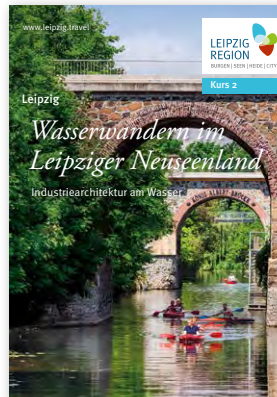 www.leipzig.travel
LEIPZIG
REGION
BURGEN | SEEN | HEIDE | CITY
Kurs 2
Leipzig
Wasserwandern im
Leipziger Neuseenland
Industriearchitektur am Wasser